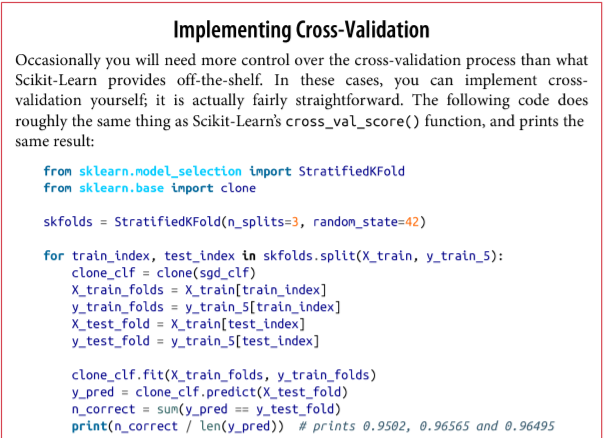 Implementing Cross-Validation
Occasionally you will need more control over the cross-validation process than what
Scikit-Learn provides off-the-shelf. In these cases, you can implement cross-
validation yourself; it is actually fairly straightforward. The following code does
roughly the same thing as Scikit-Learn’s cross_val_score() function, and prints the
same result:
from sklearn.model_selection import StratifiedKFold
from sklearn.base import clone

skfolds = StratifiedKFold(n_splits=3, random_state=42)

for train_index, test_index in skfolds.split(X_train, y_train_5):
    clone_clf = clone(sgd_clf)
    X_train_folds = X_train[train_index]
    y_train_folds = y_train_5[train_index]
    X_test_fold = X_train[test_index]
    y_test_fold = y_train_5[test_index]

    clone_clf.fit(X_train_folds, y_train_folds)
    y_pred = clone_clf.predict(X_test_fold)
    n_correct = sum(y_pred == y_test_fold)
    print(n_correct / len(y_pred))  # prints 0.9502, 0.96565 and 0.96495